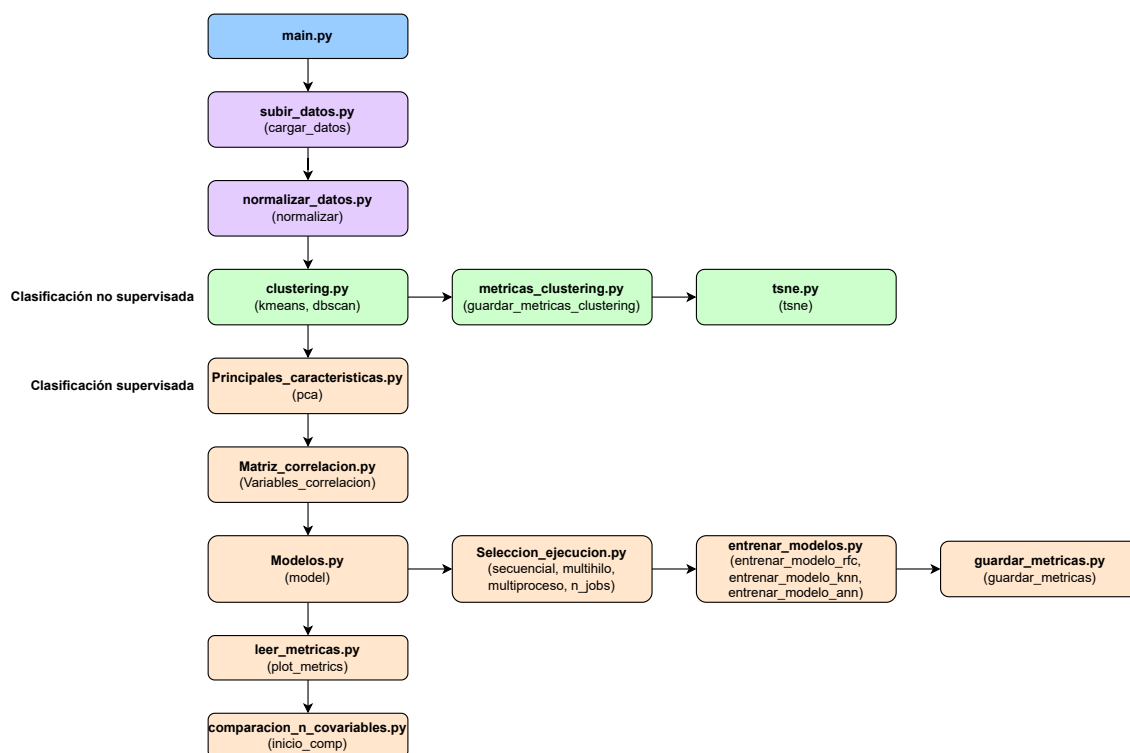 main.py
subir_datos.py
(cargar_datos)
normalizar_datos.py
(normalizar)
Clasificación no supervisada
clustering.py
(kmeans, dbscan)
metricas_clustering.py
(guardar_metricas_clustering)
tsne.py
(tsne)
Clasificación supervisada
Principales_caracteristicas.py
(pca)
Matriz_correlacion.py
(Variables_correlacion)
Modelos.py
(model)
Seleccion_ejecucion.py
(secuencial, multihilo,
multiproceso, n_jobs)
entrenar_modelos.py
(entrenar_modelo_rfc,
entrenar_modelo_knn,
entrenar_modelo_ann)
guardar_metricas.py
(guardar_metricas)
leer_metricas.py
(plot_metrics)
comparacion_n_covariables.py
(inicio_comp)